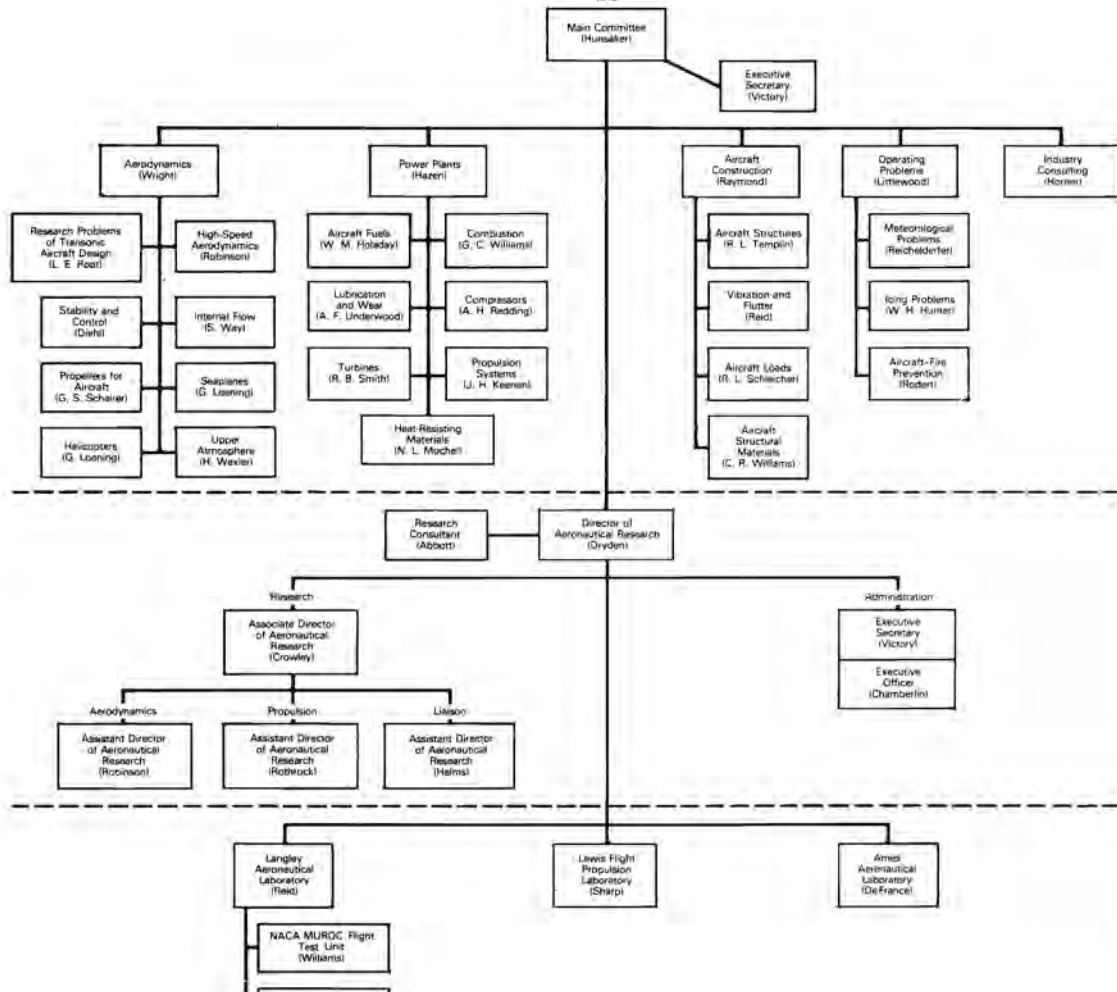 Main Committee
(Hunsaker)
Executive
Secretary
(Victory)
Aerodynamics
(Wright)
Power Plants
(Hazen)
Aircraft
Construction
(Raymond)
Operating
Problems
(Littlewood)
Industry
Consulting
(Horner)
Research Problems
of Transonic
Aircraft Design
(L. E. Root)
High-Speed
Aerodynamics
(Robinson)
Stability and
Control
(Diehl)
Internal Flow
(S. Way)
Propellers for
Aircraft
(G. S. Schairer)
Seaplanes
(G. Loening)
Helicopters
(G. Loening)
Upper
Atmosphere
(H. Wexler)
Aircraft Fuels
(W. M. Holaday)
Combustion
(G. C. Williams)
Lubrication
and Wear
(A. F. Underwood)
Compressors
(A. H. Redding)
Turbines
(R. B. Smith)
Propulsion
Systems
(J. H. Keenen)
Heat-Resisting
Materials
(N. L. Mochel)
Aircraft Structures
(R. L. Templin)
Vibration and
Flutter
(Reid)
Aircraft Loads
(R. L. Schleicher)
Aircraft
Structural
Materials
(C. R. Williams)
Meteorological
Problems
(Reichelderfer)
Icing Problems
(W. H. Hunter)
Aircraft-Fire
Prevention
(Rodert)
Research
Consultant
(Abbott)
Director of
Aeronautical Research
(Dryden)
Research
Associate Director
of Aeronautical
Research
(Crowley)
Administration
Executive
Secretary
(Victory)
Executive
Officer
(Chamberlin)
Aerodynamics
Assistant Director
of Aeronautical
Research
(Robinson)
Propulsion
Assistant Director
of Aeronautical
Research
(Rothrock)
Liaison
Assistant Director
of Aeronautical
Research
(Helms)
Langley
Aeronautical
Laboratory
(Reid)
Lewis Flight
Propulsion
Laboratory
(Sharp)
Ames
Aeronautical
Laboratory
(DeFrance)
NACA MUROC Flight
Test Unit
(Williams)